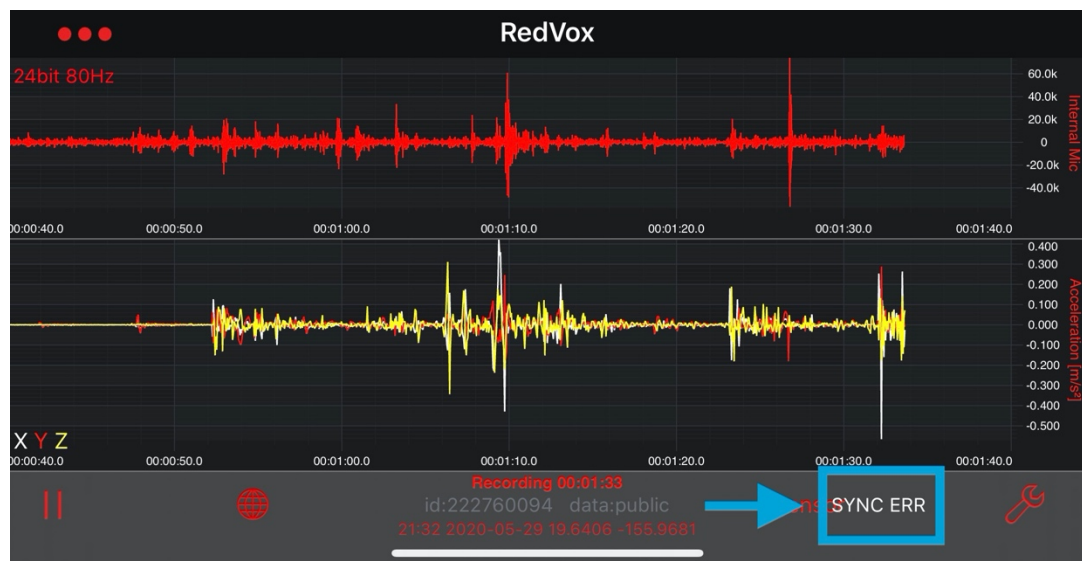 RedVox
24bit 80Hz
60.0k
40.0k
20.0k
0
-20.0k
-40.0k
Internal Mic
00:00:40.0 00:00:50.0 00:01:00.0 00:01:10.0 00:01:20.0 00:01:30.0 00:01:40.0
0.400
0.300
0.200
0.100
0.000
-0.100
-0.200
-0.300
-0.400
-0.500
Acceleration [m/s²]
X Y Z
00:00:40.0 00:00:50.0 00:01:00.0 00:01:10.0 00:01:20.0 00:01:30.0 00:01:40.0
Recording 00:01:33
id:222760094 data:public
SYNC ERR
21:32 2020-05-29 19.6406 -155.9681